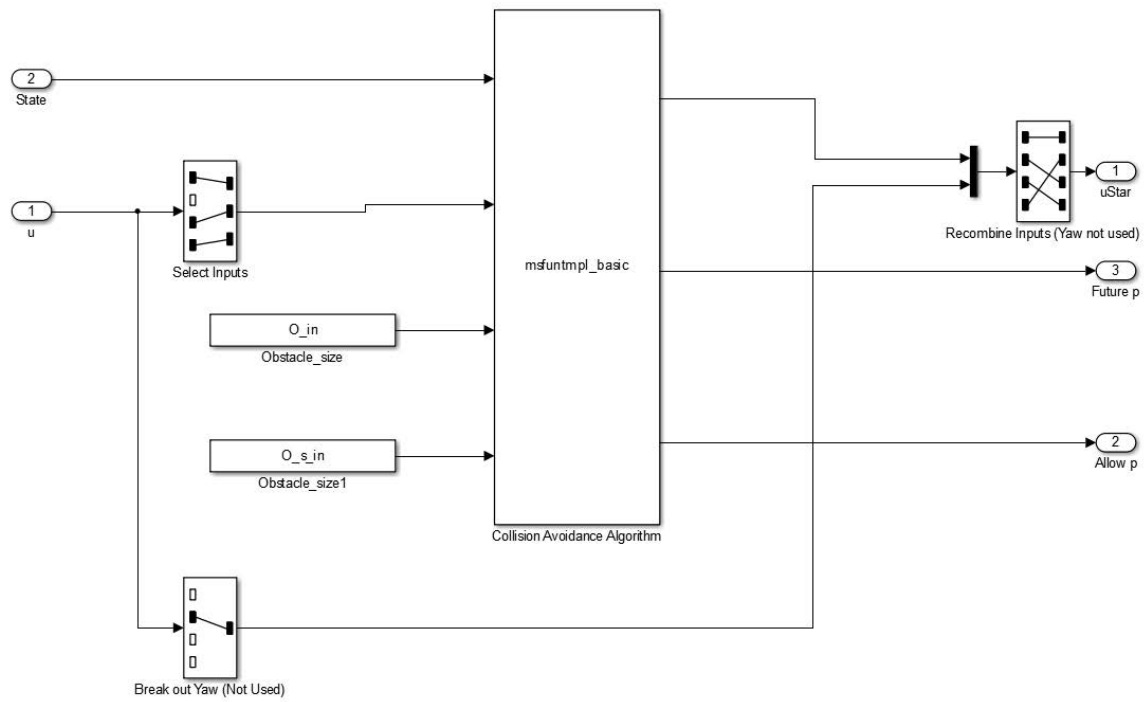 2
State
1
u
Select Inputs
O_in
Obstacle_size
O_s_in
Obstacle_size1
Break out Yaw (Not Used)
msfuntmpl_basic
Collision Avoidance Algorithm
Recombine Inputs (Yaw not used)
1
uStar
3
Future p
2
Allow p